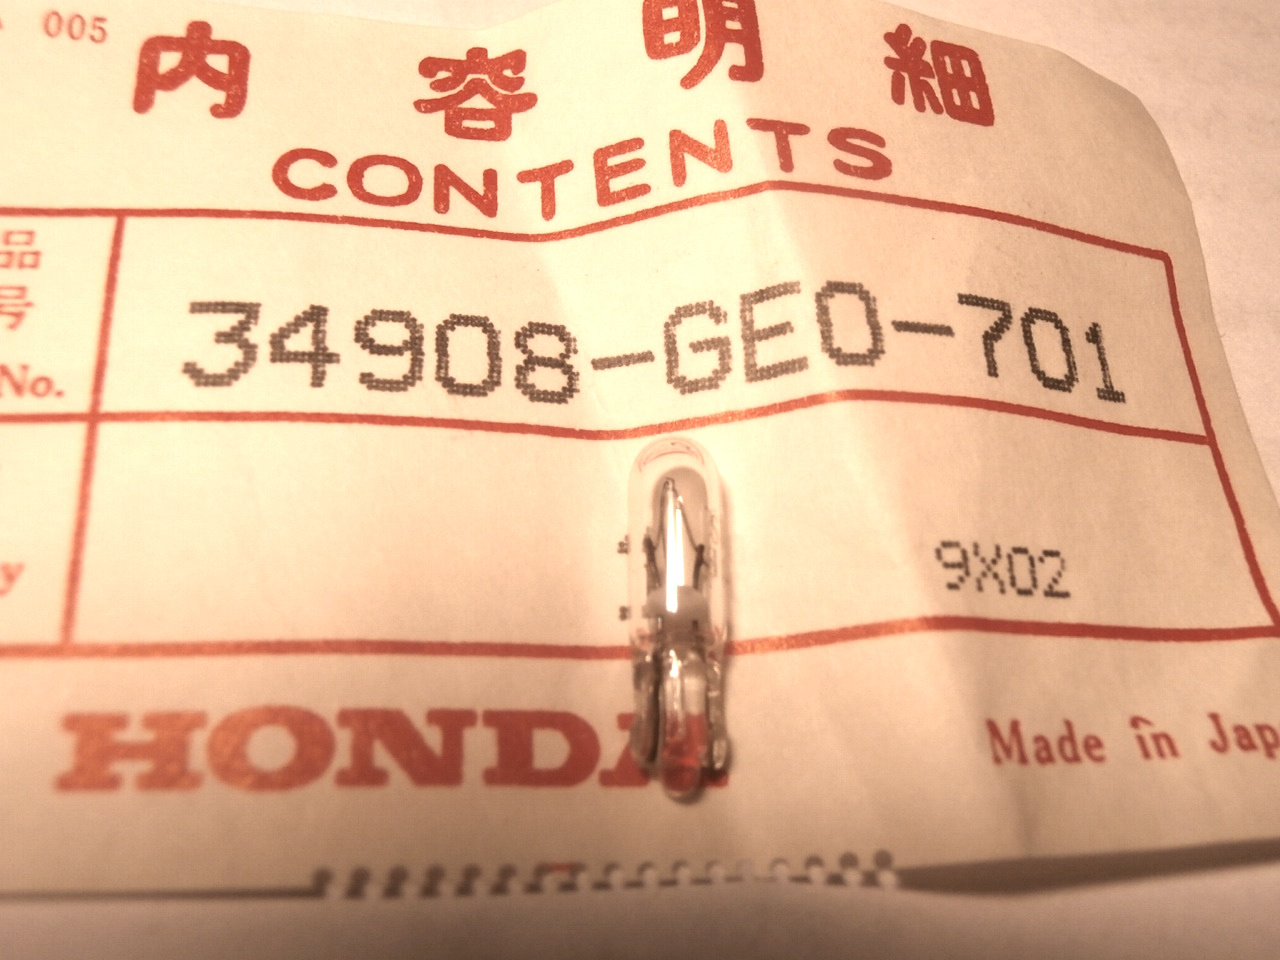 005
内容明細
CONTENTS
品
号
No.
34908-GE0-701
y
9X02
HONDA
Made in Jap